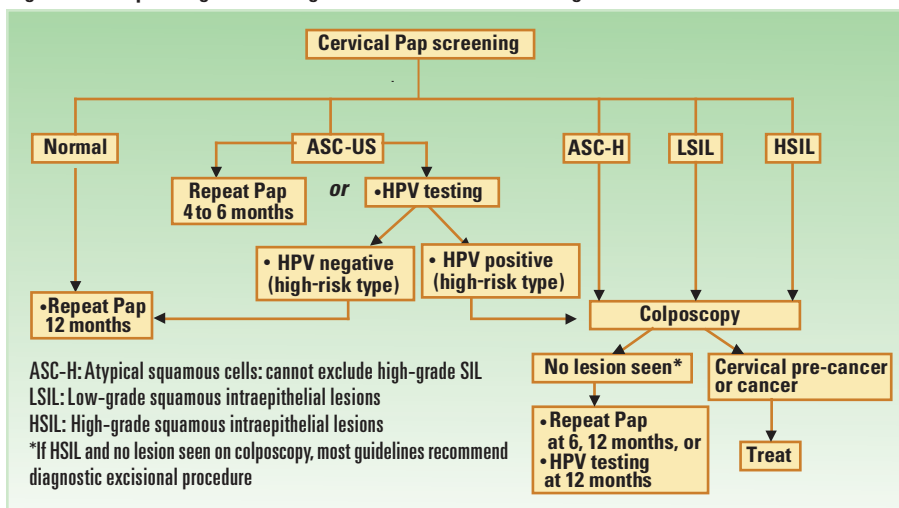 Cervical Pap screening
Normal
ASC-US
ASC-H
LSIL
HSIL
Repeat Pap
4 to 6 months
or
•HPV testing
• HPV negative
(high-risk type)
• HPV positive
(high-risk type)
•Repeat Pap
12 months
Colposcopy
No lesion seen*
Cervical pre-cancer
or cancer
•Repeat Pap
at 6, 12 months, or
•HPV testing
at 12 months
Treat
ASC-H: Atypical squamous cells: cannot exclude high-grade SIL
LSIL: Low-grade squamous intraepithelial lesions
HSIL: High-grade squamous intraepithelial lesions
*If HSIL and no lesion seen on colposcopy, most guidelines recommend
diagnostic excisional procedure